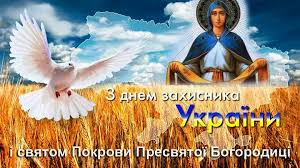 З днем захисника
України
і святом Покрови Пресвятої Богородиці